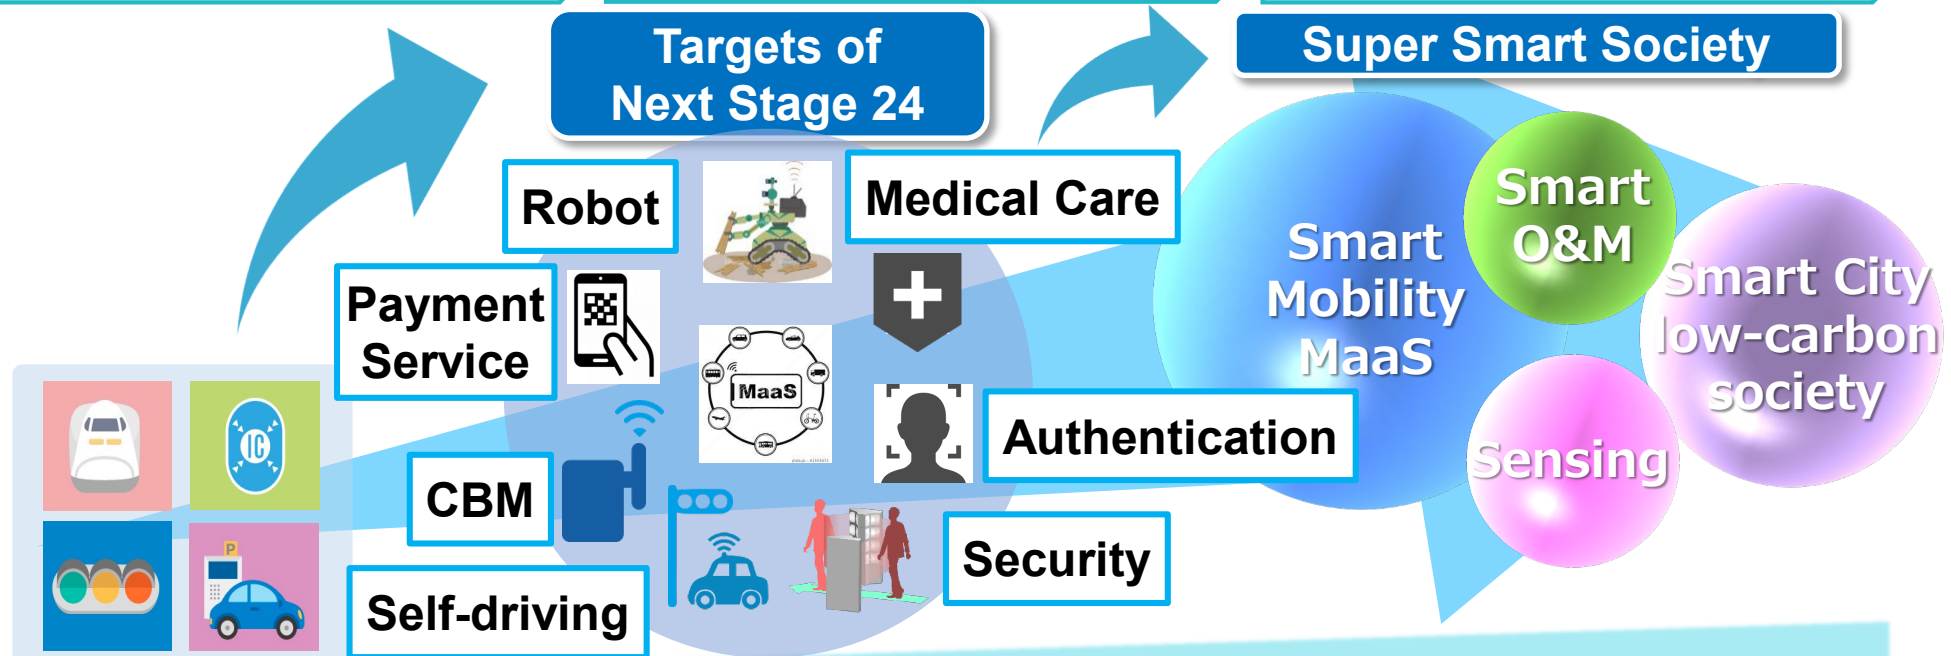 Targets of
Next Stage 24
Super Smart Society
Robot
Medical Care
Payment
Service
MaaS
Authentication
CBM
Security
Self-driving
IC
P
Smart
Mobility
MaaS
Smart
O&M
Smart City
low-carbon
society
Sensing